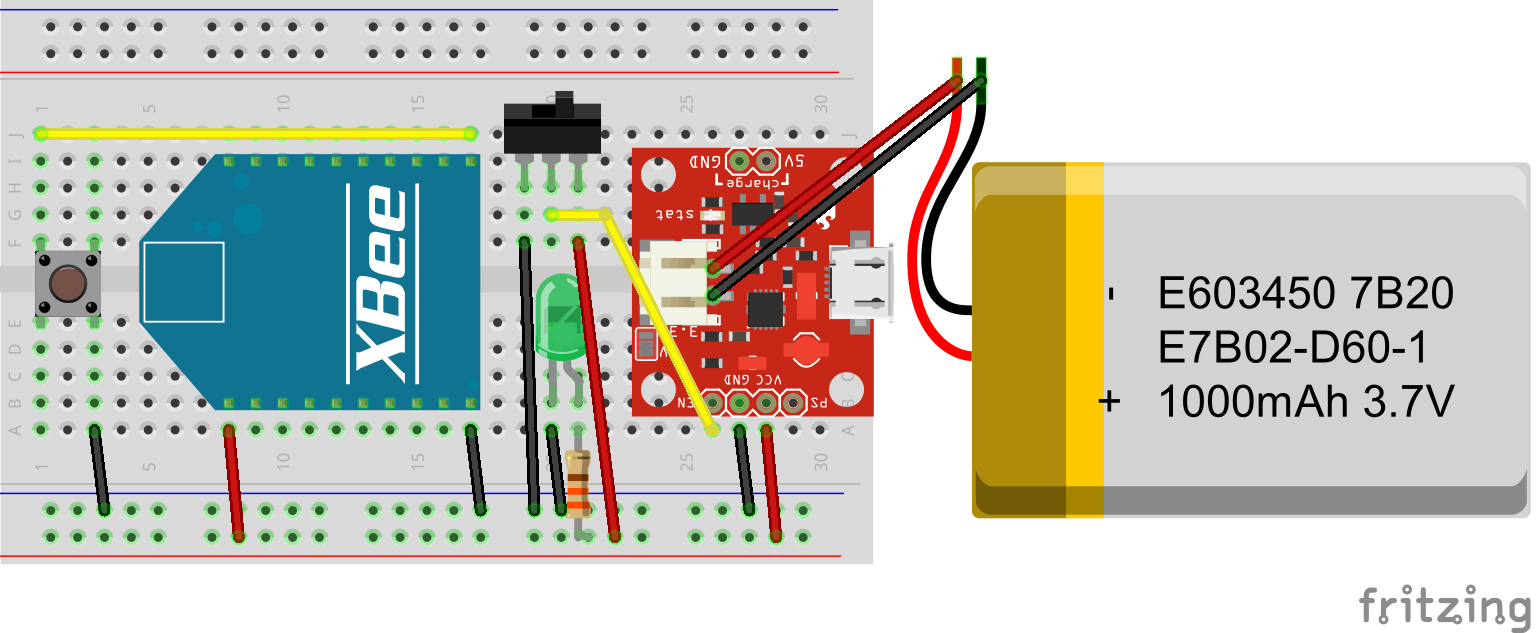 1 5 10 15 20 25 30
J J
I
H
G
F
E
D
C C
B B
A A
1 5 10 15 20 25 30
XBee
GND 5V
charge
stat
3.3
V
VCC GND
EN PS
- E603450 7B20
E7B02-D60-1
+ 1000mAh 3.7V
fritzing